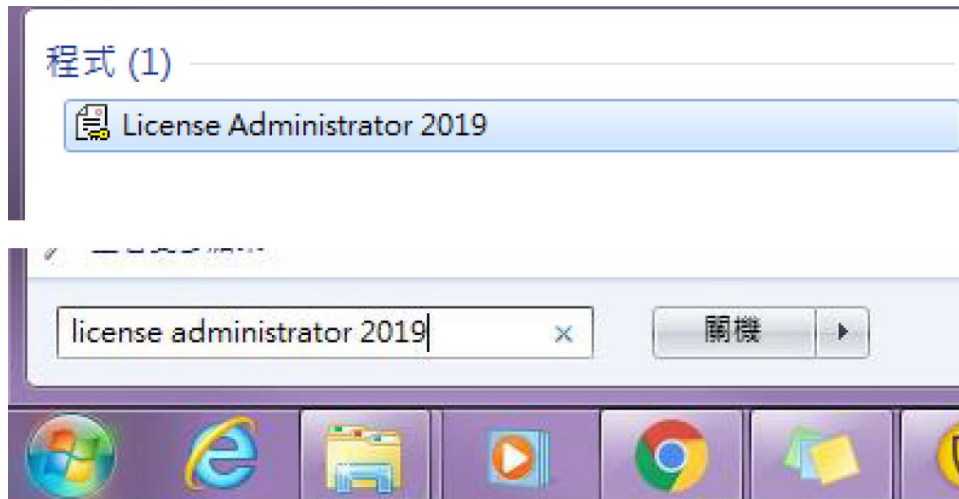 程式 (1)
License Administrator 2019
license administrator 2019
關機